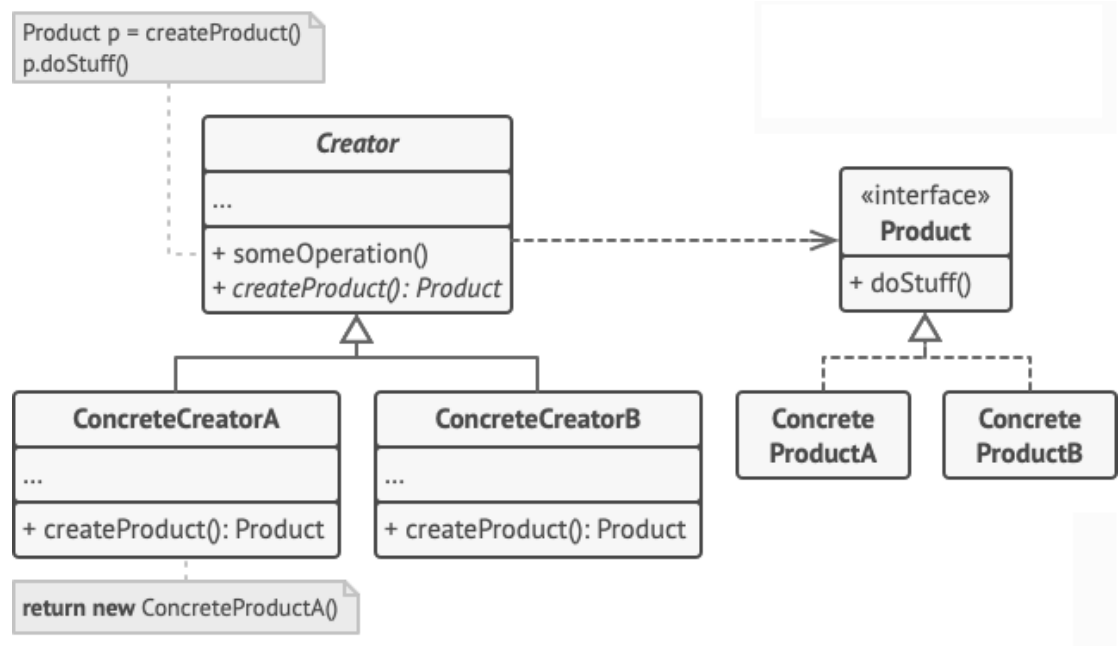 Product p = createProduct()
p.doStuff()
Creator
...
+ someOperation()
+ createProduct(): Product
«interface»
Product
+ doStuff()
ConcreteCreatorA
...
+ createProduct(): Product
ConcreteCreatorB
...
+ createProduct(): Product
Concrete
ProductA
Concrete
ProductB
return new ConcreteProductA()